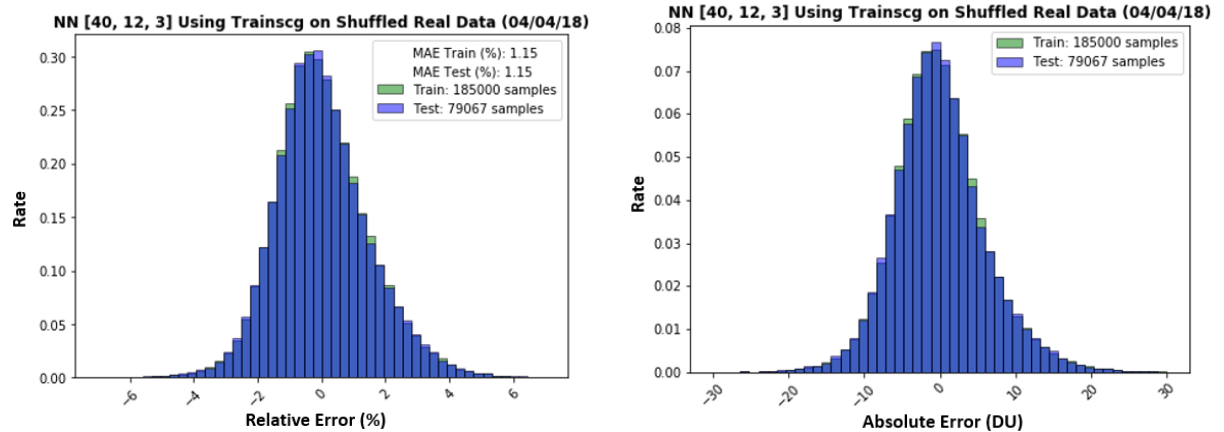 NN [40, 12, 3] Using Trainscg on Shuffled Real Data (04/04/18)
MAE Train (%): 1.15
MAE Test (%): 1.15
Train: 185000 samples
Test: 79067 samples
0.30
0.25
0.20
0.15
0.10
0.05
0.00
Rate
−6
−4
−2
0
2
4
6
Relative Error (%)
NN [40, 12, 3] Using Trainscg on Shuffled Real Data (04/04/18)
Train: 185000 samples
Test: 79067 samples
0.08
0.07
0.06
0.05
0.04
0.03
0.02
0.01
0.00
Rate
−30
−20
−10
0
10
20
30
Absolute Error (DU)